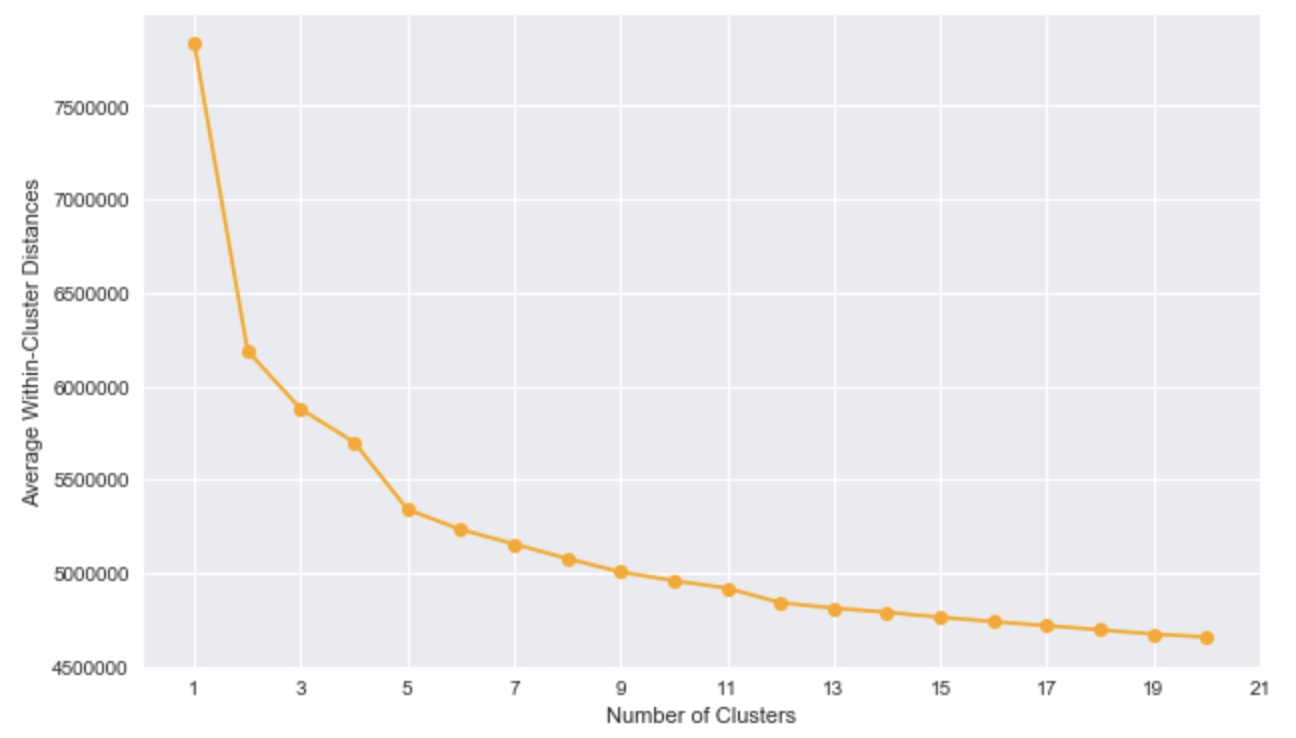 Average Within-Cluster Distances
7500000
7000000
6500000
6000000
5500000
5000000
4500000
1 3 5 7 9 11 13 15 17 19 21
Number of Clusters